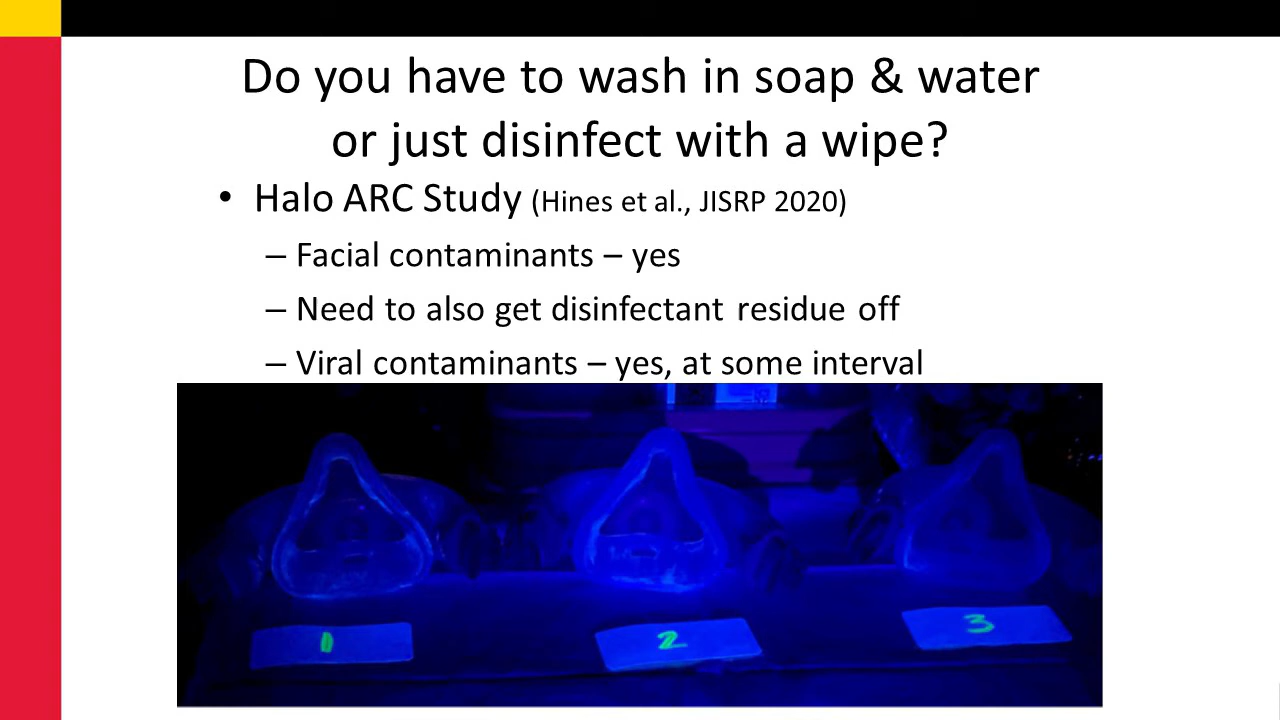 Do you have to wash in soap & water
or just disinfect with a wipe?
• Halo ARC Study (Hines et al., JISRP 2020)
– Facial contaminants – yes
– Need to also get disinfectant residue off
– Viral contaminants – yes, at some interval
1
2
3